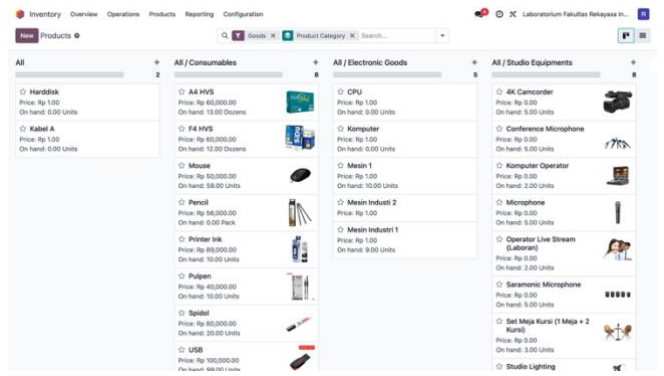 Inventory Overview Operations Products Reporting Configuration
Laboratorium Fakultas Rekayasa In...
R
New Products
Goods × Product Category × Search...
All
2
Harddisk
Price: Rp 1.00
On hand: 0.00 Units
Kabel A
Price: Rp 1.00
On hand: 0.00 Units
All / Consumables
8
A4 HVS
Price: Rp 60,000.00
On hand: 13.00 Dozens
F4 HVS
Price: Rp 60,000.00
On hand: 12.00 Dozens
Mouse
Price: Rp 50,000.00
On hand: 58.00 Units
Pencil
Price: Rp 56,000.00
On hand: 0.00 Pack
Printer Ink
Price: Rp 89,000.00
On hand: 10.00 Units
Pulpen
Price: Rp 40,000.00
On hand: 10.00 Units
Spidol
Price: Rp 80,000.00
On hand: 20.00 Units
USB
Price: Rp 100,000.00
On hand: 99.00 Units
All / Electronic Goods
5
CPU
Price: Rp 1.00
On hand: 0.00 Units
Komputer
Price: Rp 1.00
On hand: 0.00 Units
Mesin 1
Price: Rp 1.00
On hand: 10.00 Units
Mesin Industi 2
Price: Rp 1.00
Mesin Industri 1
Price: Rp 1.00
On hand: 9.00 Units
All / Studio Equipments
8
4K Camcorder
Price: Rp 0.00
On hand: 5.00 Units
Conference Microphone
Price: Rp 0.00
On hand: 5.00 Units
Komputer Operator
Price: Rp 0.00
On hand: 2.00 Units
Microphone
Price: Rp 0.00
On hand: 5.00 Units
Operator Live Stream
(Laboran)
Price: Rp 0.00
On hand: 2.00 Units
Saramonic Microphone
Price: Rp 0.00
On hand: 5.00 Units
Set Meja Kursi (1 Meja + 2
Kursi)
Price: Rp 0.00
On hand: 3.00 Units
Studio Lighting